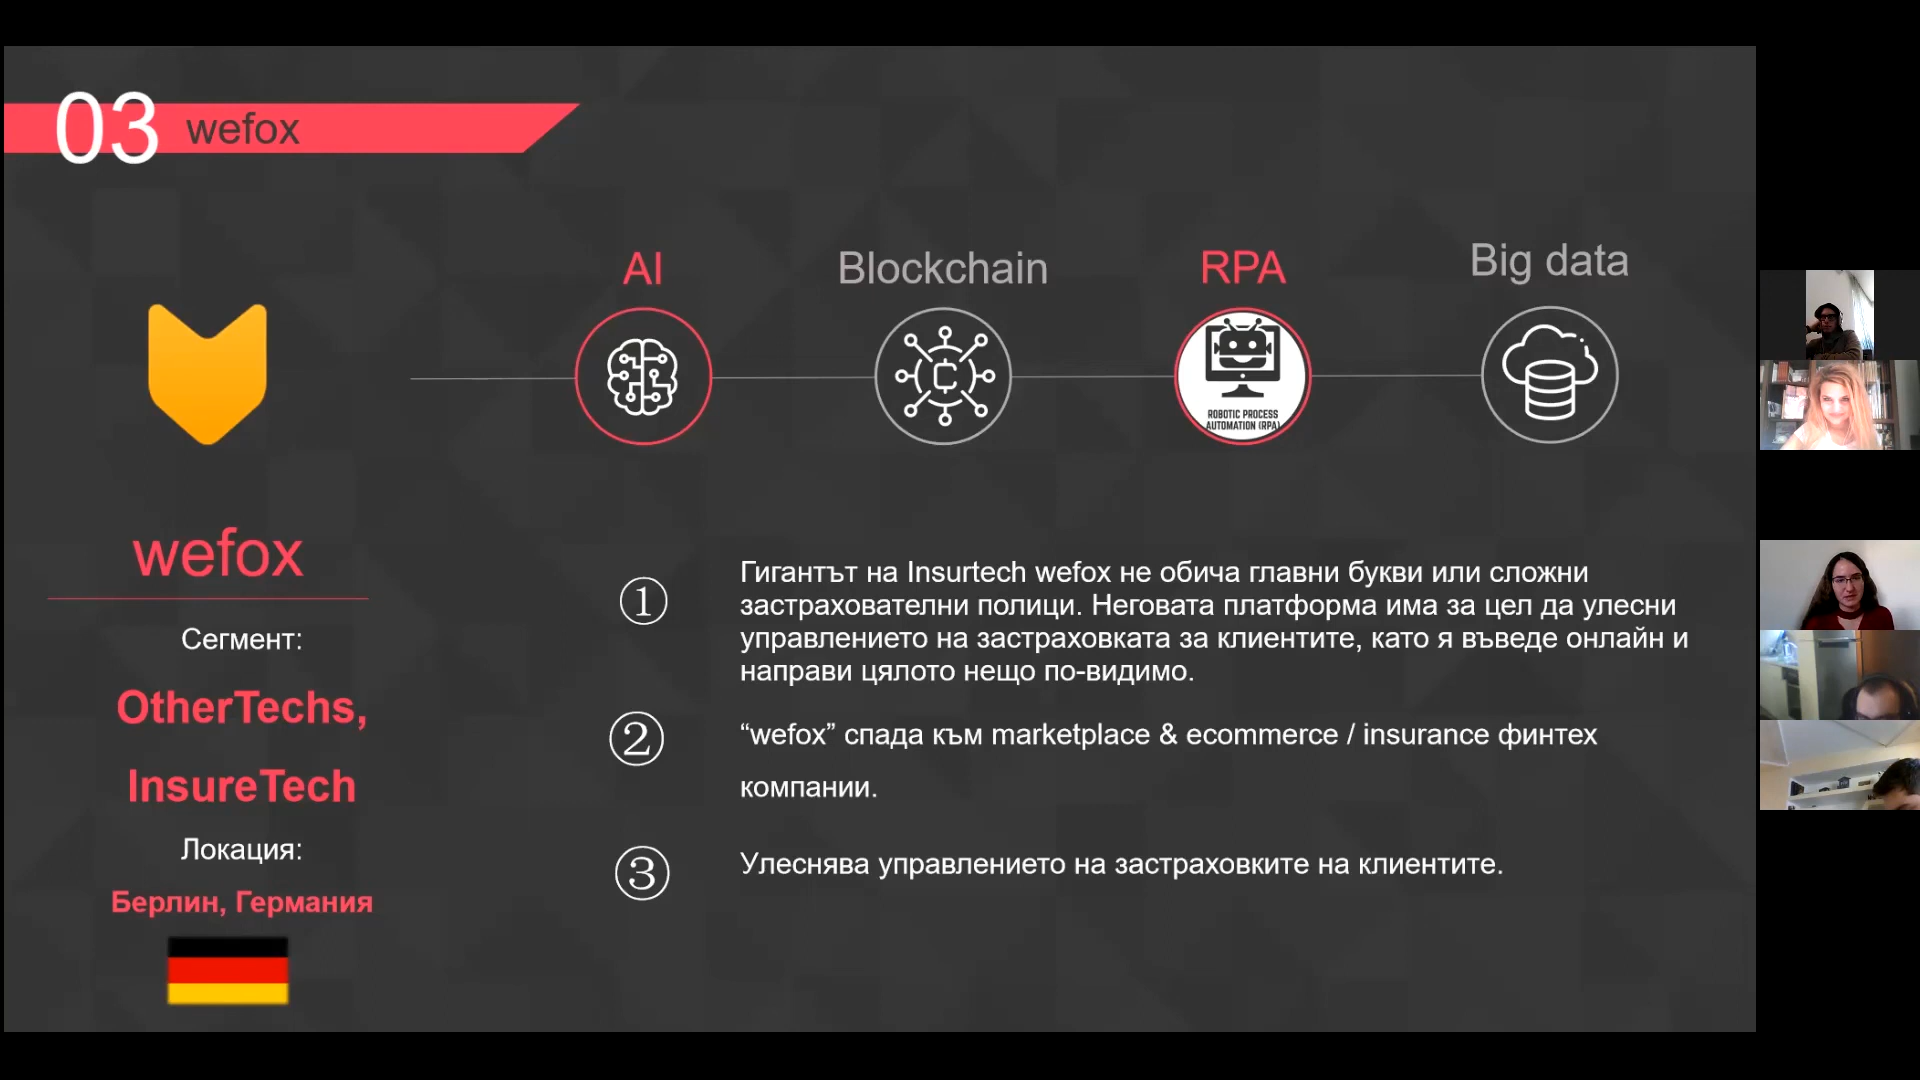 03 wefox
AI
Blockchain
RPA
Big data
ROBOTIC PROCESS
AUTOMATION (RPA)
wefox
Сегмент:
OtherTechs,
InsureTech
Локация:
Берлин, Германия
1
Гигантът на Insurtech wefox не обича главни букви или сложни
застрахователни полици. Неговата платформа има за цел да улесни
управлението на застраховката за клиентите, като я въведе онлайн и
направи цялото нещо по-видимо.
2
“wefox” спада към marketplace & ecommerce / insurance финтех
компании.
3
Улеснява управлението на застраховките на клиентите.